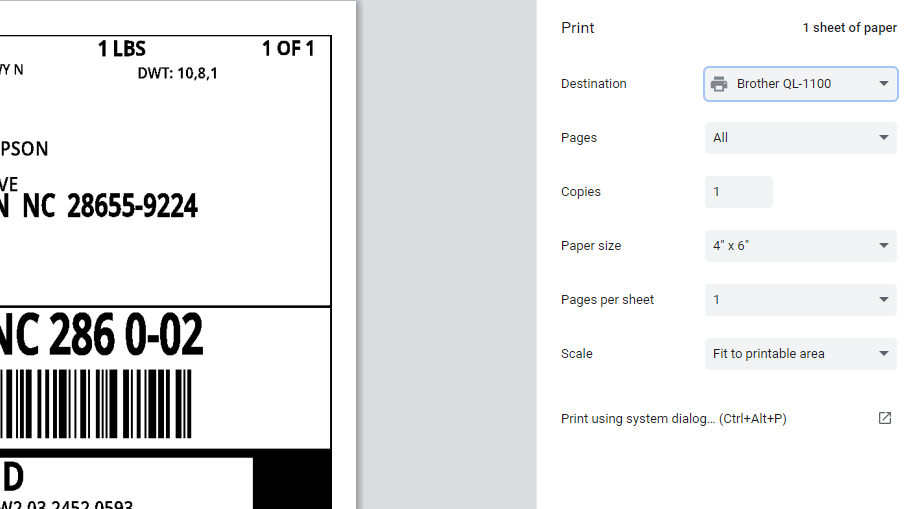 1 LBS 1 OF 1
DWT: 10,8,1
PSON
VE
NC 28655-9224
NC 286 0-02
D
W2 03 2452 0593
Print 1 sheet of paper
Destination Brother QL-1100
Pages All
Copies 1
Paper size 4" x 6"
Pages per sheet 1
Scale Fit to printable area
Print using system dialog... (Ctrl+Alt+P)